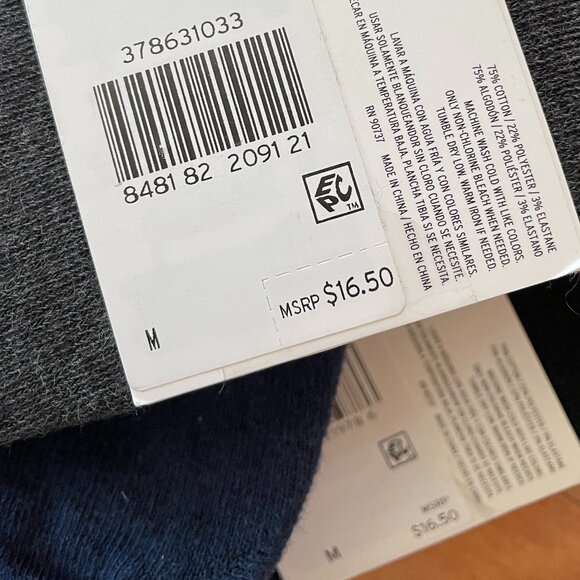 378631033
8481 82 2091 21
EPC TM
MSRP $16.50
M
75% COTTON / 22% POLYESTER / 3% ELASTANE
75% ALGODÓN / 22% POLIÉSTER / 3% ELASTANO
MACHINE WASH COLD WITH LIKE COLORS.
ONLY NON-CHLORINE BLEACH WHEN NEEDED.
TUMBLE DRY LOW. WARM IRON IF NEEDED.
LAVAR A MÁQUINA CON AGUA FRÍA Y CON COLORES SIMILARES.
USAR SOLAMENTE BLANQUEADOR SIN CLORO CUANDO SE NECESITE.
ECAR EN MÁQUINA A TEMPERATURA BAJA. PLANCHA TIBIA SI SE NECESITA.
RN 90737 MADE IN CHINA / HECHO EN CHINA
MSRP
$16.50
M